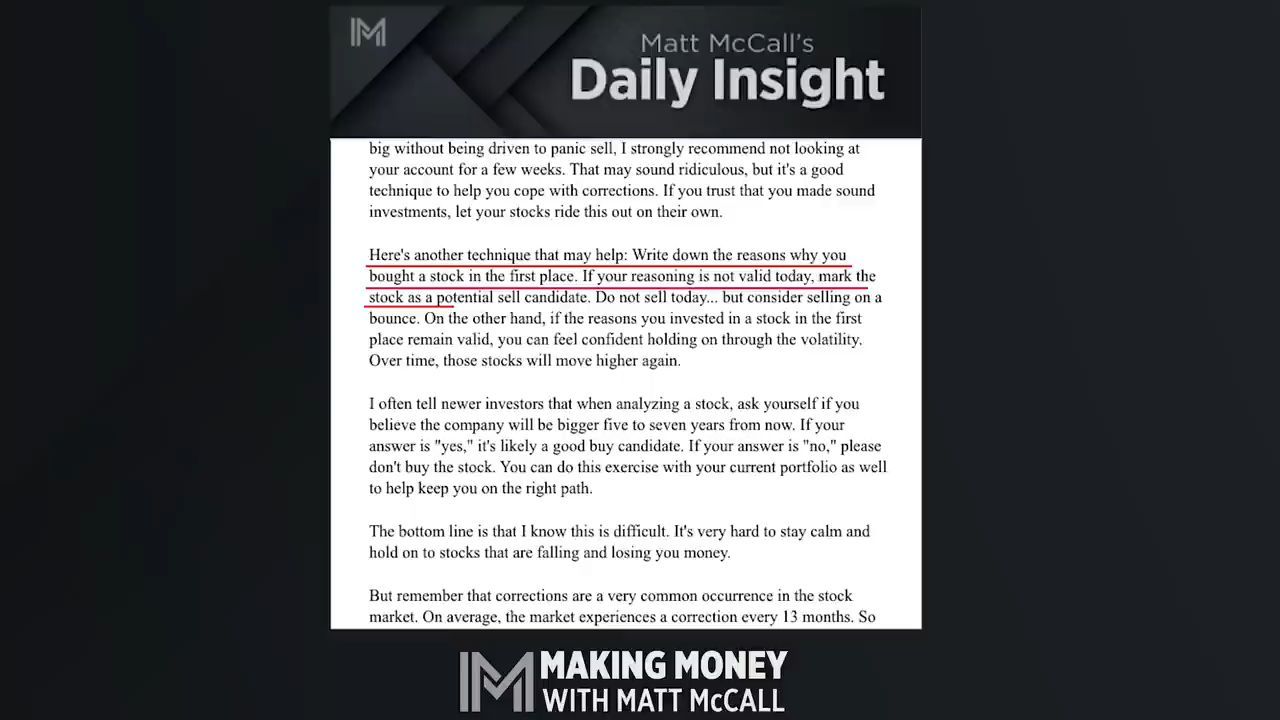 Matt McCall's
Daily Insight
big without being driven to panic sell, I strongly recommend not looking at
your account for a few weeks. That may sound ridiculous, but it's a good
technique to help you cope with corrections. If you trust that you made sound
investments, let your stocks ride this out on their own.
Here's another technique that may help: Write down the reasons why you
bought a stock in the first place. If your reasoning is not valid today, mark the
stock as a potential sell candidate. Do not sell today... but consider selling on a
bounce. On the other hand, if the reasons you invested in a stock in the first
place remain valid, you can feel confident holding on through the volatility.
Over time, those stocks will move higher again.
I often tell newer investors that when analyzing a stock, ask yourself if you
believe the company will be bigger five to seven years from now. If your
answer is "yes," it's likely a good buy candidate. If your answer is "no," please
don't buy the stock. You can do this exercise with your current portfolio as well
to help keep you on the right path.
The bottom line is that I know this is difficult. It's very hard to stay calm and
hold on to stocks that are falling and losing you money.
But remember that corrections are a very common occurrence in the stock
market. On average, the market experiences a correction every 13 months. So
MAKING MONEY
WITH MATT McCALL